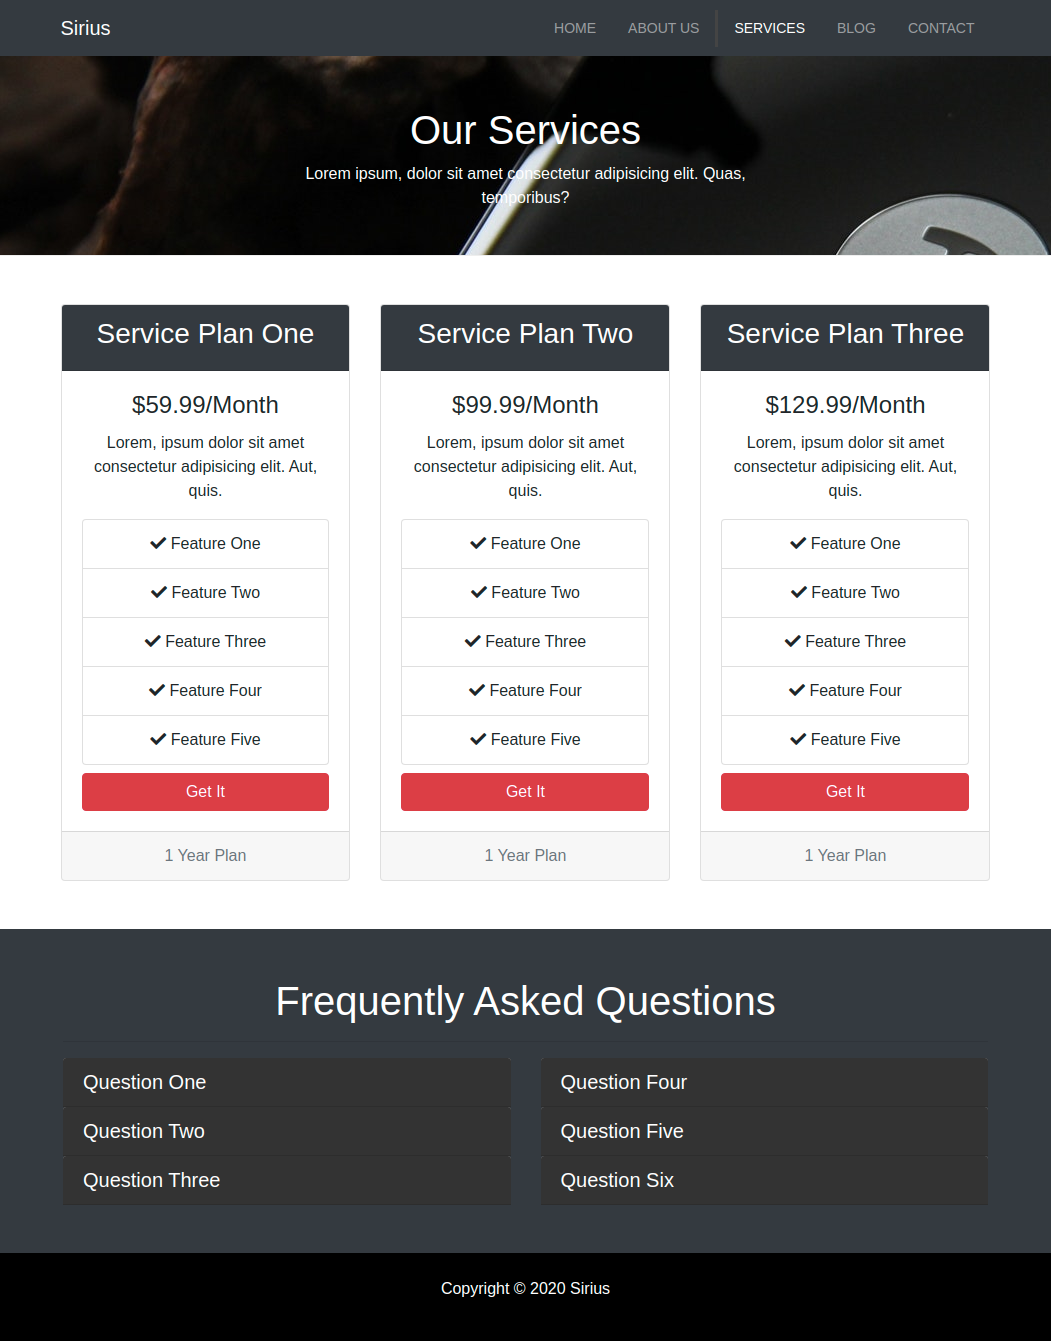 Sirius
HOME ABOUT US SERVICES BLOG CONTACT
Our Services
Lorem ipsum, dolor sit amet consectetur adipisicing elit. Quas,
temporibus?
Service Plan One
$59.99/Month
Lorem, ipsum dolor sit amet
consectetur adipisicing elit. Aut,
quis.
Feature One
Feature Two
Feature Three
Feature Four
Feature Five
Get It
1 Year Plan
Service Plan Two
$99.99/Month
Lorem, ipsum dolor sit amet
consectetur adipisicing elit. Aut,
quis.
Feature One
Feature Two
Feature Three
Feature Four
Feature Five
Get It
1 Year Plan
Service Plan Three
$129.99/Month
Lorem, ipsum dolor sit amet
consectetur adipisicing elit. Aut,
quis.
Feature One
Feature Two
Feature Three
Feature Four
Feature Five
Get It
1 Year Plan
Frequently Asked Questions
Question One
Question Two
Question Three
Question Four
Question Five
Question Six
Copyright © 2020 Sirius